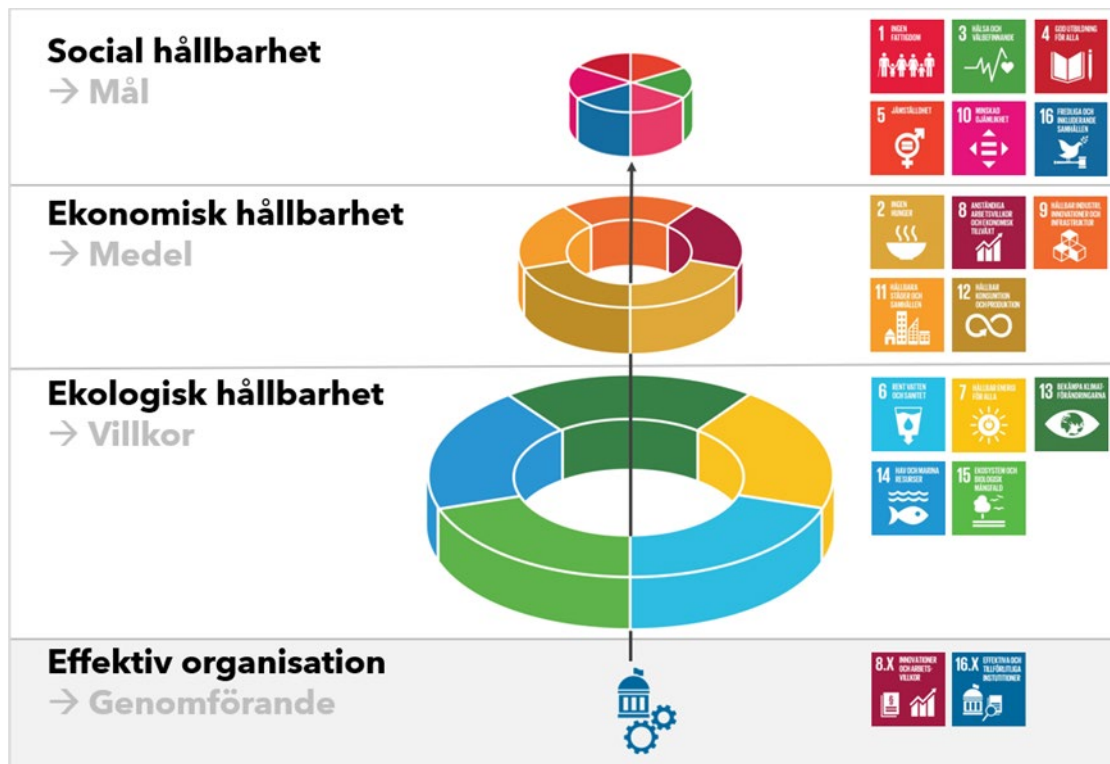 Social hållbarhet
→ Mål
1 INGEN
FATTIGDOM
3 HÄLSA OCH
VÄLBEFINNANDE
4 GOD UTBILDNING
FÖR ALLA
5 JÄMSTÄLLDHET
10 MINSKAD
OJÄMLIKHET
16 FREDLIGA OCH
INKLUDERANDE
SAMHÄLLEN
Ekonomisk hållbarhet
→ Medel
2 INGEN
HUNGER
8 ANSTÄNDIGA
ARBETSVILLKOR
OCH EKONOMISK
TILLVÄXT
9 HÅLLBAR INDUSTRI,
INNOVATIONER OCH
INFRASTRUKTUR
11 HÅLLBARA
STÄDER OCH
SAMHÄLLEN
12 HÅLLBAR
KONSUMTION
OCH PRODUKTION
Ekologisk hållbarhet
→ Villkor
6 RENT VATTEN
OCH SANITET
7 HÅLLBAR ENERGI
FÖR ALLA
13 BEKÄMPA KLIMAT-
FÖRÄNDRINGARNA
14 HAV OCH MARINA
RESURSER
15 EKOSYSTEM OCH
BIOLOGISK
MÅNGFALD
Effektiv organisation
→ Genomförande
8.X INNOVATIONER
OCH ARBETS-
VILLKOR
16.X EFFEKTIVA OCH
TILLFÖRLITLIGA
INSTITUTIONER